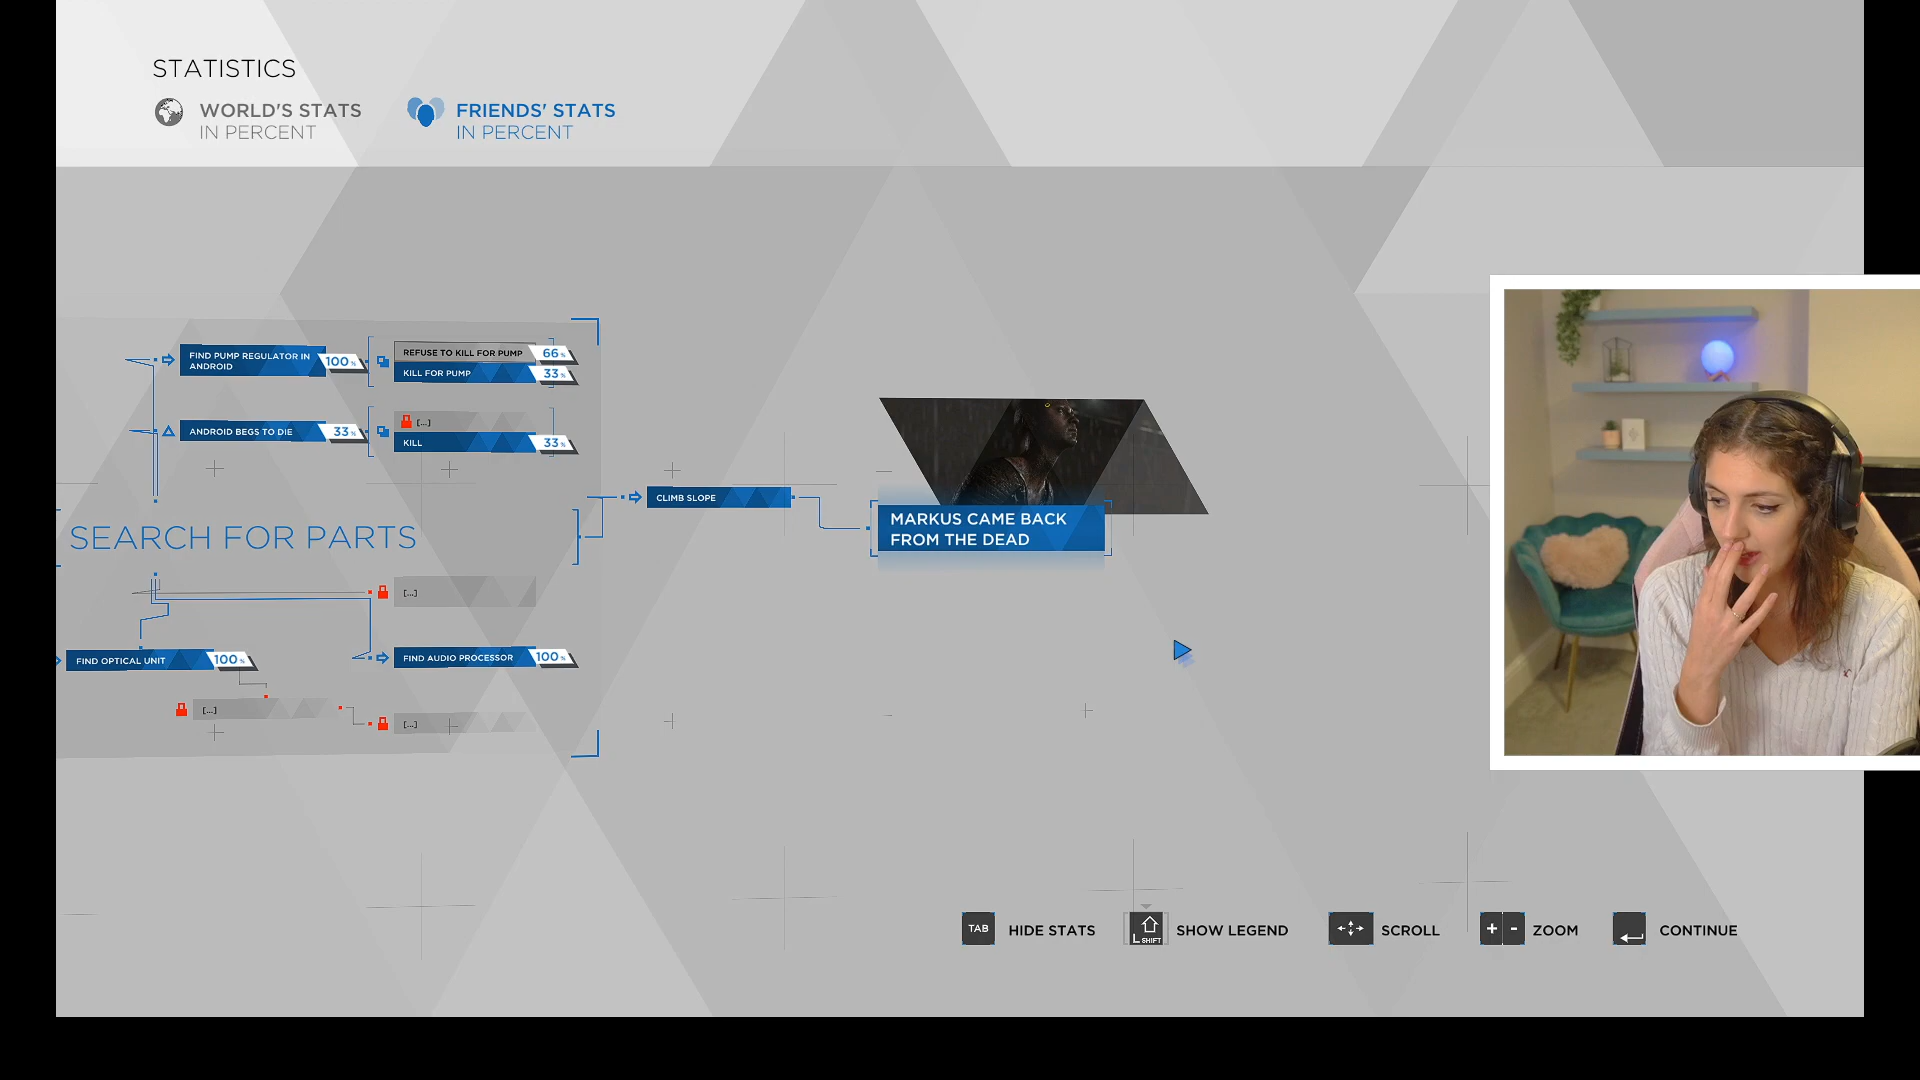 STATISTICS
WORLD'S STATS
IN PERCENT
FRIENDS' STATS
IN PERCENT
FIND PUMP REGULATOR IN
ANDROID
100%
REFUSE TO KILL FOR PUMP
66%
KILL FOR PUMP
33%
ANDROID BEGS TO DIE
33%
[...]
KILL
33%
CLIMB SLOPE
MARKUS CAME BACK
FROM THE DEAD
SEARCH FOR PARTS
[...]
FIND OPTICAL UNIT
100%
FIND AUDIO PROCESSOR
100%
[...]
[...]
TAB
HIDE STATS
L SHIFT
SHOW LEGEND
SCROLL
+ -
ZOOM
CONTINUE